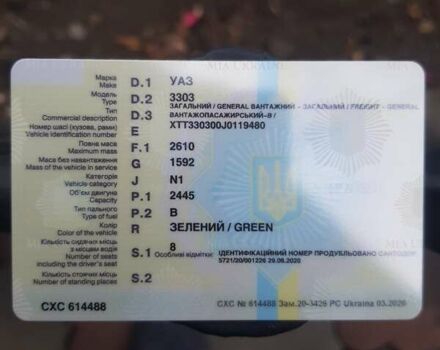 MIA UKRAINE
Марка
Make D.1 УАЗ
Модель
Type D.2 3303
Тип ЗАГАЛЬНИЙ / GENERAL ВАНТАЖНИЙ – ЗАГАЛЬНИЙ / FREIGHT - GENERAL
Commercial description D.3 ВАНТАЖОПАСАЖИРСЬКИЙ-В /
Номер шасі (кузова, рами)
Vehicle identification number E XTT330300J0119480
Повна маса
Maximum mass F.1 2610
Маса без навантаження
Mass of the vehicle in service G 1592
Категорія
Vehicle category J N1
Об'єм двигуна
Capacity P.1 2445
Тип пального
Type of fuel P.2 B
Колір
Color of the vehicle R ЗЕЛЕНИЙ / GREEN
Кількість сидячих місць
з місцем водія
Number of seats
including the driver's seat S.1 8 Особливі відмітки: ІДЕНТИФІКАЦІЙНИЙ НОМЕР ПРОДУБЛЬОВАНО
5721/20/001226 29.08.2020
Кількість стоячих місць
Number of standing places S.2
СХС 614488
СХС № 614488 Зам.20-3426 PC Ukraina 03.2020